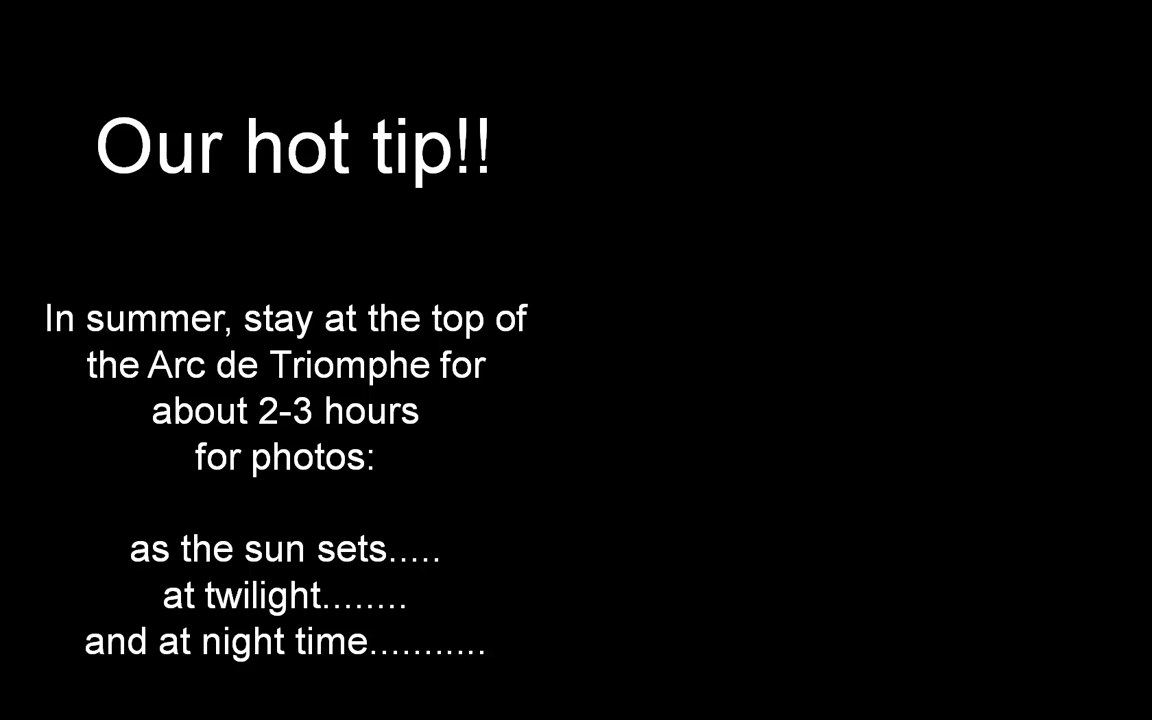 Our hot tip!!
In summer, stay at the top of
the Arc de Triomphe for
about 2-3 hours
for photos:
as the sun sets.....
at twilight........
and at night time...........